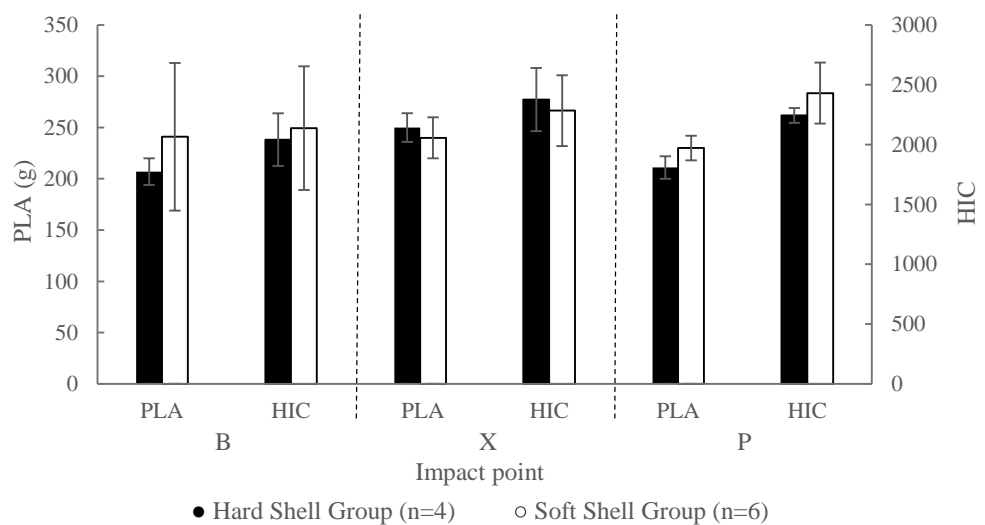 350
300
250
200
150
100
50
0
PLA (g)
3000
2500
2000
1500
1000
500
0
HIC
PLA HIC PLA HIC PLA HIC
B X P
Impact point
Hard Shell Group (n=4) Soft Shell Group (n=6)